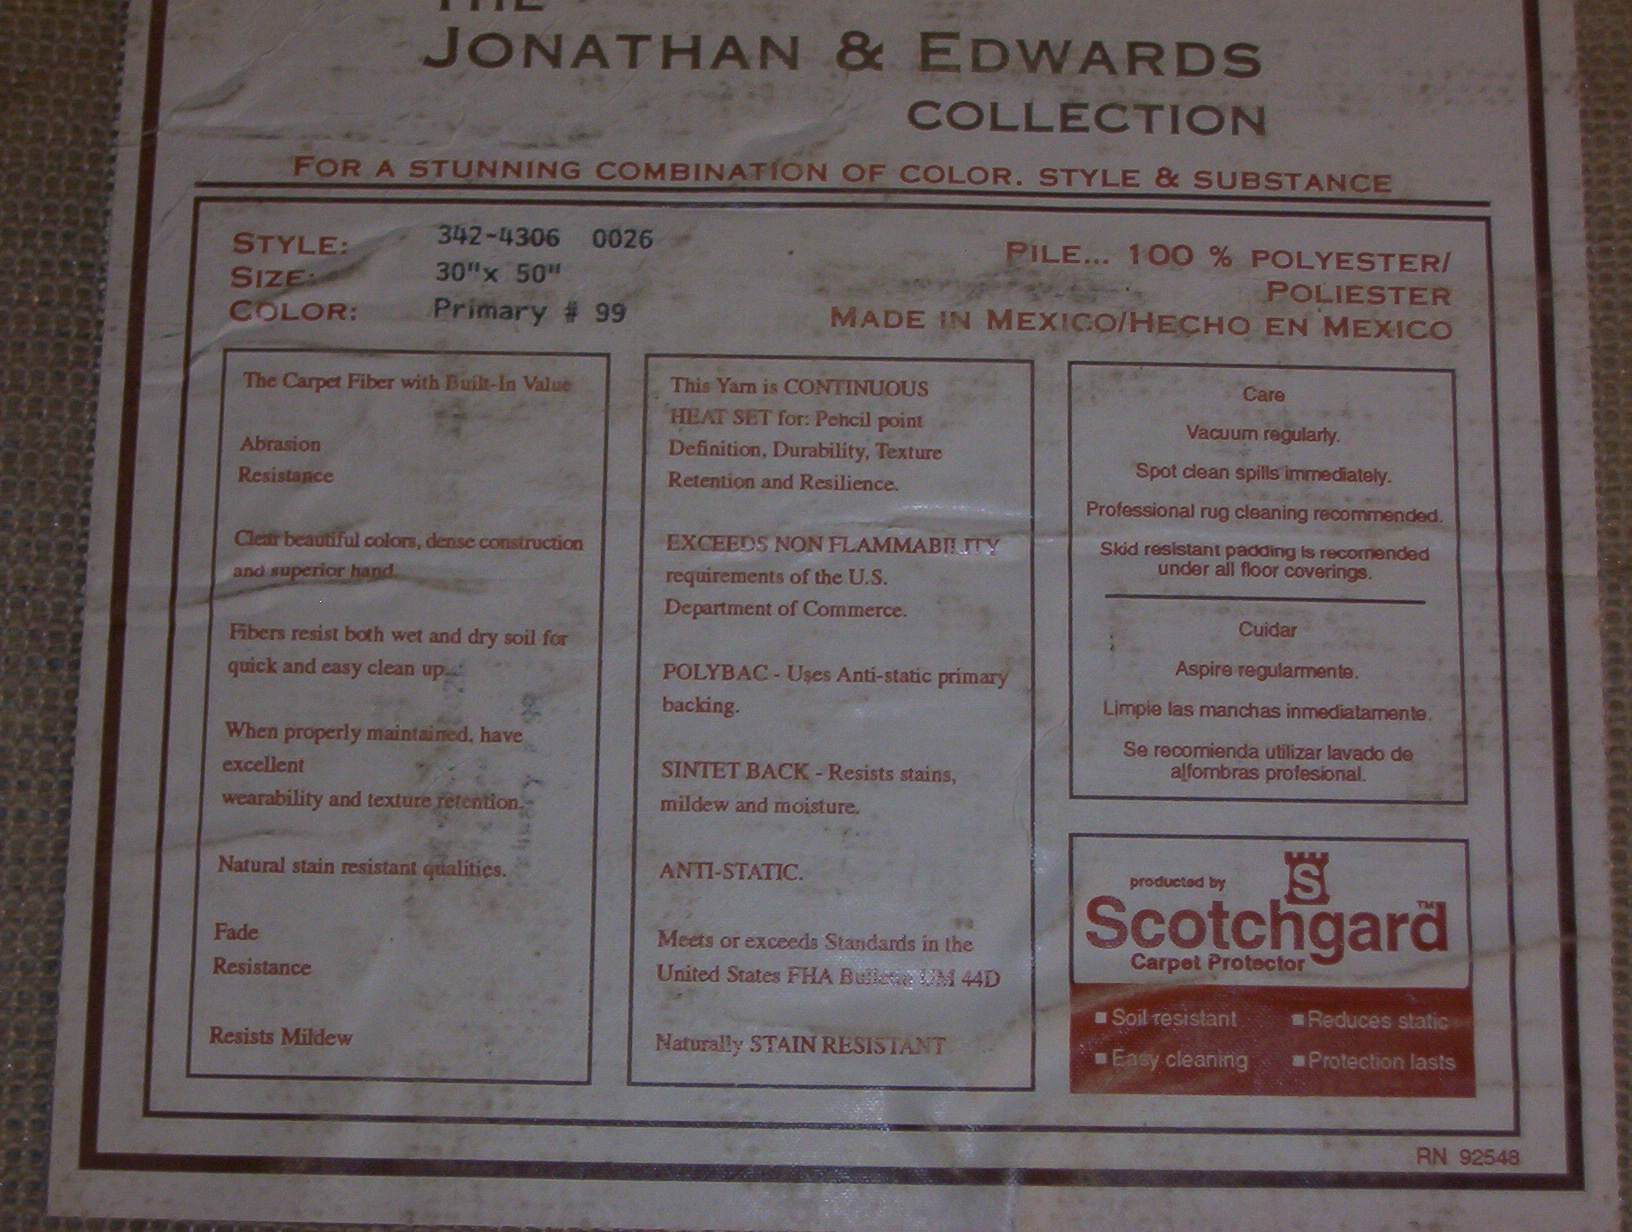 THE
JONATHAN & EDWARDS
COLLECTION
FOR A STUNNING COMBINATION OF COLOR. STYLE & SUBSTANCE
STYLE: 342-4306 0026
SIZE: 30"x 50"
COLOR: Primary # 99
PILE... 100 % POLYESTER/
POLIESTER
MADE IN MEXICO/HECHO EN MEXICO
The Carpet Fiber with Built-In Value
Abrasion
Resistance
Clear beautiful colors, dense construction
and superior hand.
Fibers resist both wet and dry soil for
quick and easy clean up.
When properly maintained, have
excellent
wearability and texture retention.
Natural stain resistant qualities.
Fade
Resistance
Resists Mildew
This Yarn is CONTINUOUS
HEAT SET for: Pencil point
Definition, Durability, Texture
Retention and Resilience.
EXCEEDS NON FLAMMABILITY
requirements of the U.S.
Department of Commerce.
POLYBAC - Uses Anti-static primary
backing.
SINTET BACK - Resists stains,
mildew and moisture.
ANTI-STATIC.
Meets or exceeds Standards in the
United States FHA Bulletin UM 44D
Naturally STAIN RESISTANT
Care
Vacuum regularly.
Spot clean spills immediately.
Professional rug cleaning recommended.
Skid resistant padding is recomended
under all floor coverings.
Cuidar
Aspire regularmente.
Limpie las manchas inmediatamente.
Se recomienda utilizar lavado de
alfombras profesional.
producted by
S
Scotchgard™
Carpet Protector
■ Soil resistant ■ Reduces static
■ Easy cleaning ■ Protection lasts
RN 92548